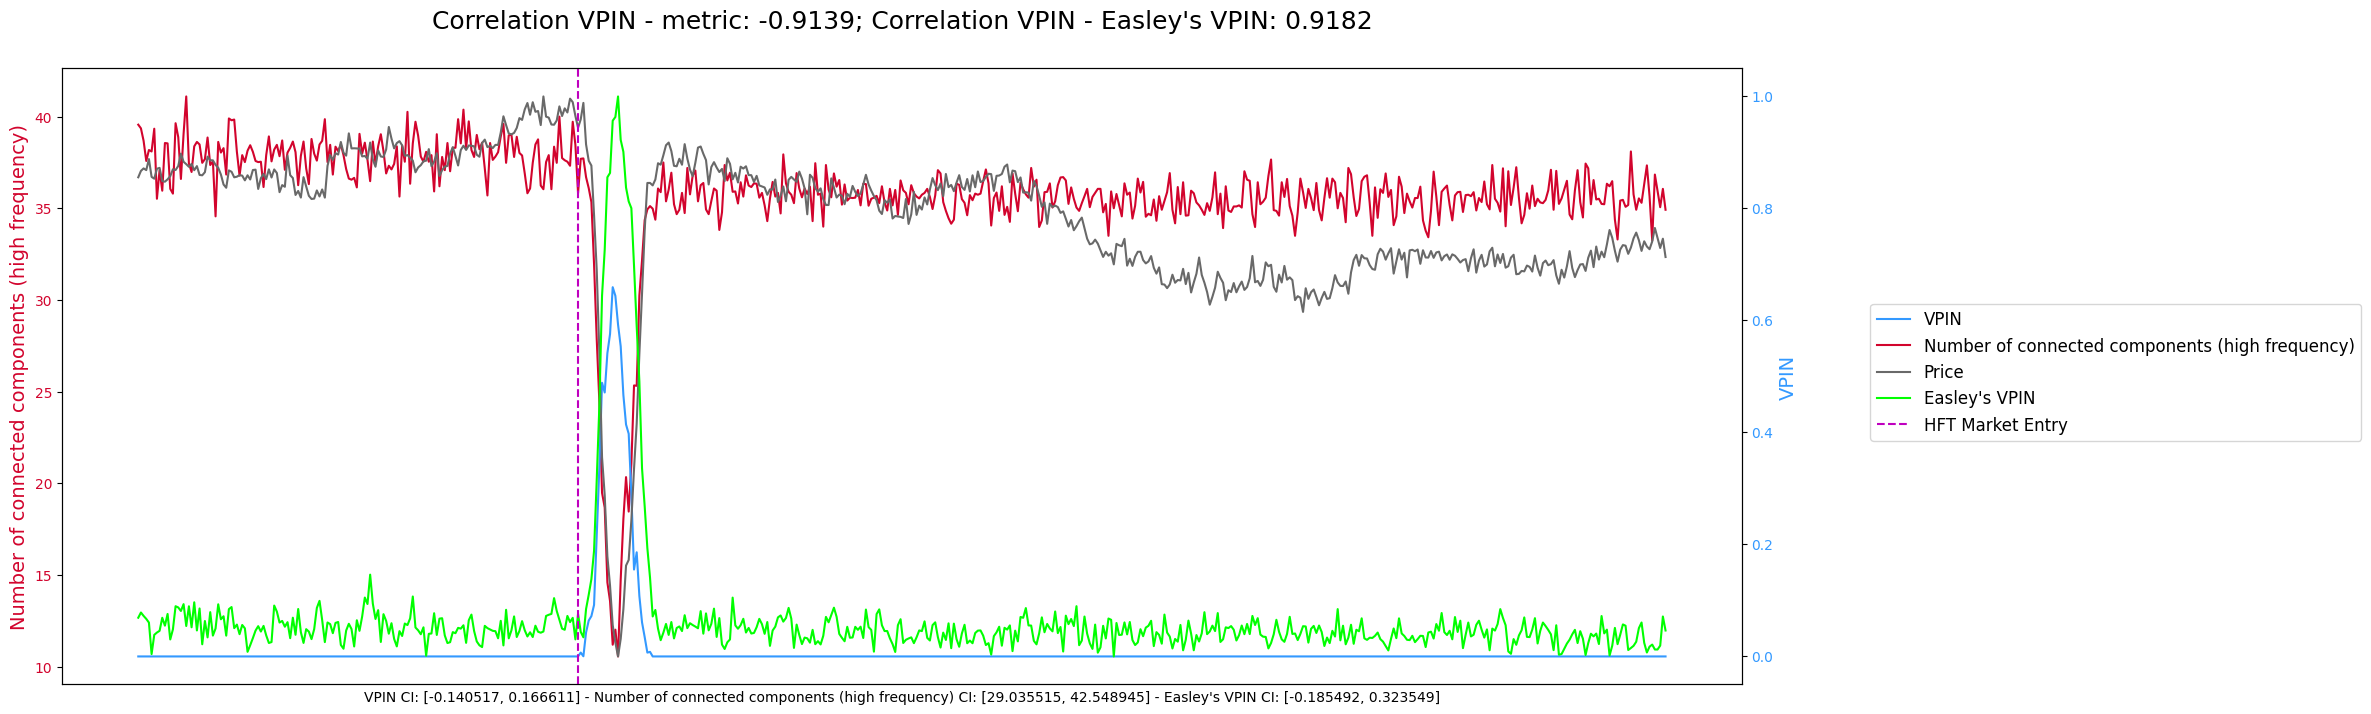 Correlation VPIN - metric: -0.9139; Correlation VPIN - Easley's VPIN: 0.9182
Number of connected components (high frequency)
40
35
30
25
20
15
10
1.0
0.8
0.6
0.4
0.2
0.0
VPIN
VPIN
Number of connected components (high frequency)
Price
Easley's VPIN
HFT Market Entry
VPIN CI: [-0.140517, 0.166611] - Number of connected components (high frequency) CI: [29.035515, 42.548945] - Easley's VPIN CI: [-0.185492, 0.323549]